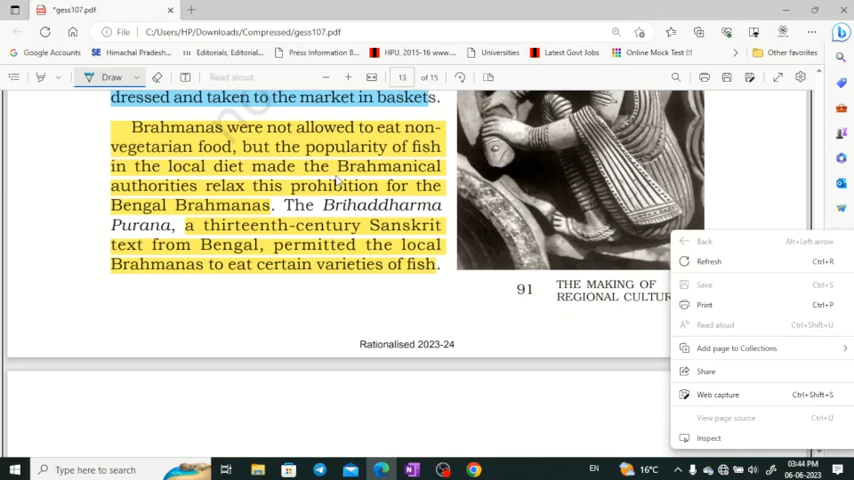 *gess107.pdf
File
C:/Users/HP/Downloads/Compressed/gess107.pdf
Google Accounts
Himachal Pradesh...
Editorials, Editorial...
Press Information B...
HPU, 2015-16 www....
Universities
Latest Govt Jobs
Online Mock Test !!!
Other favorites
Draw
Read aloud
13 of 15
dressed and taken to the market in baskets.
Brahmanas were not allowed to eat non-
vegetarian food, but the popularity of fish
in the local diet made the Brahmanical
authorities relax this prohibition for the
Bengal Brahmanas. The Brihaddharma
Purana, a thirteenth-century Sanskrit
text from Bengal, permitted the local
Brahmanas to eat certain varieties of fish.
91
THE MAKING OF
REGIONAL CULTUR
Rationalised 2023-24
Back Alt+Left arrow
Refresh Ctrl+R
Save Ctrl+S
Print Ctrl+P
Read aloud Ctrl+Shift+U
Add page to Collections
Share
Web capture Ctrl+Shift+S
View page source Ctrl+U
Inspect
Type here to search
EN
16°C
03:44 PM
06-06-2023